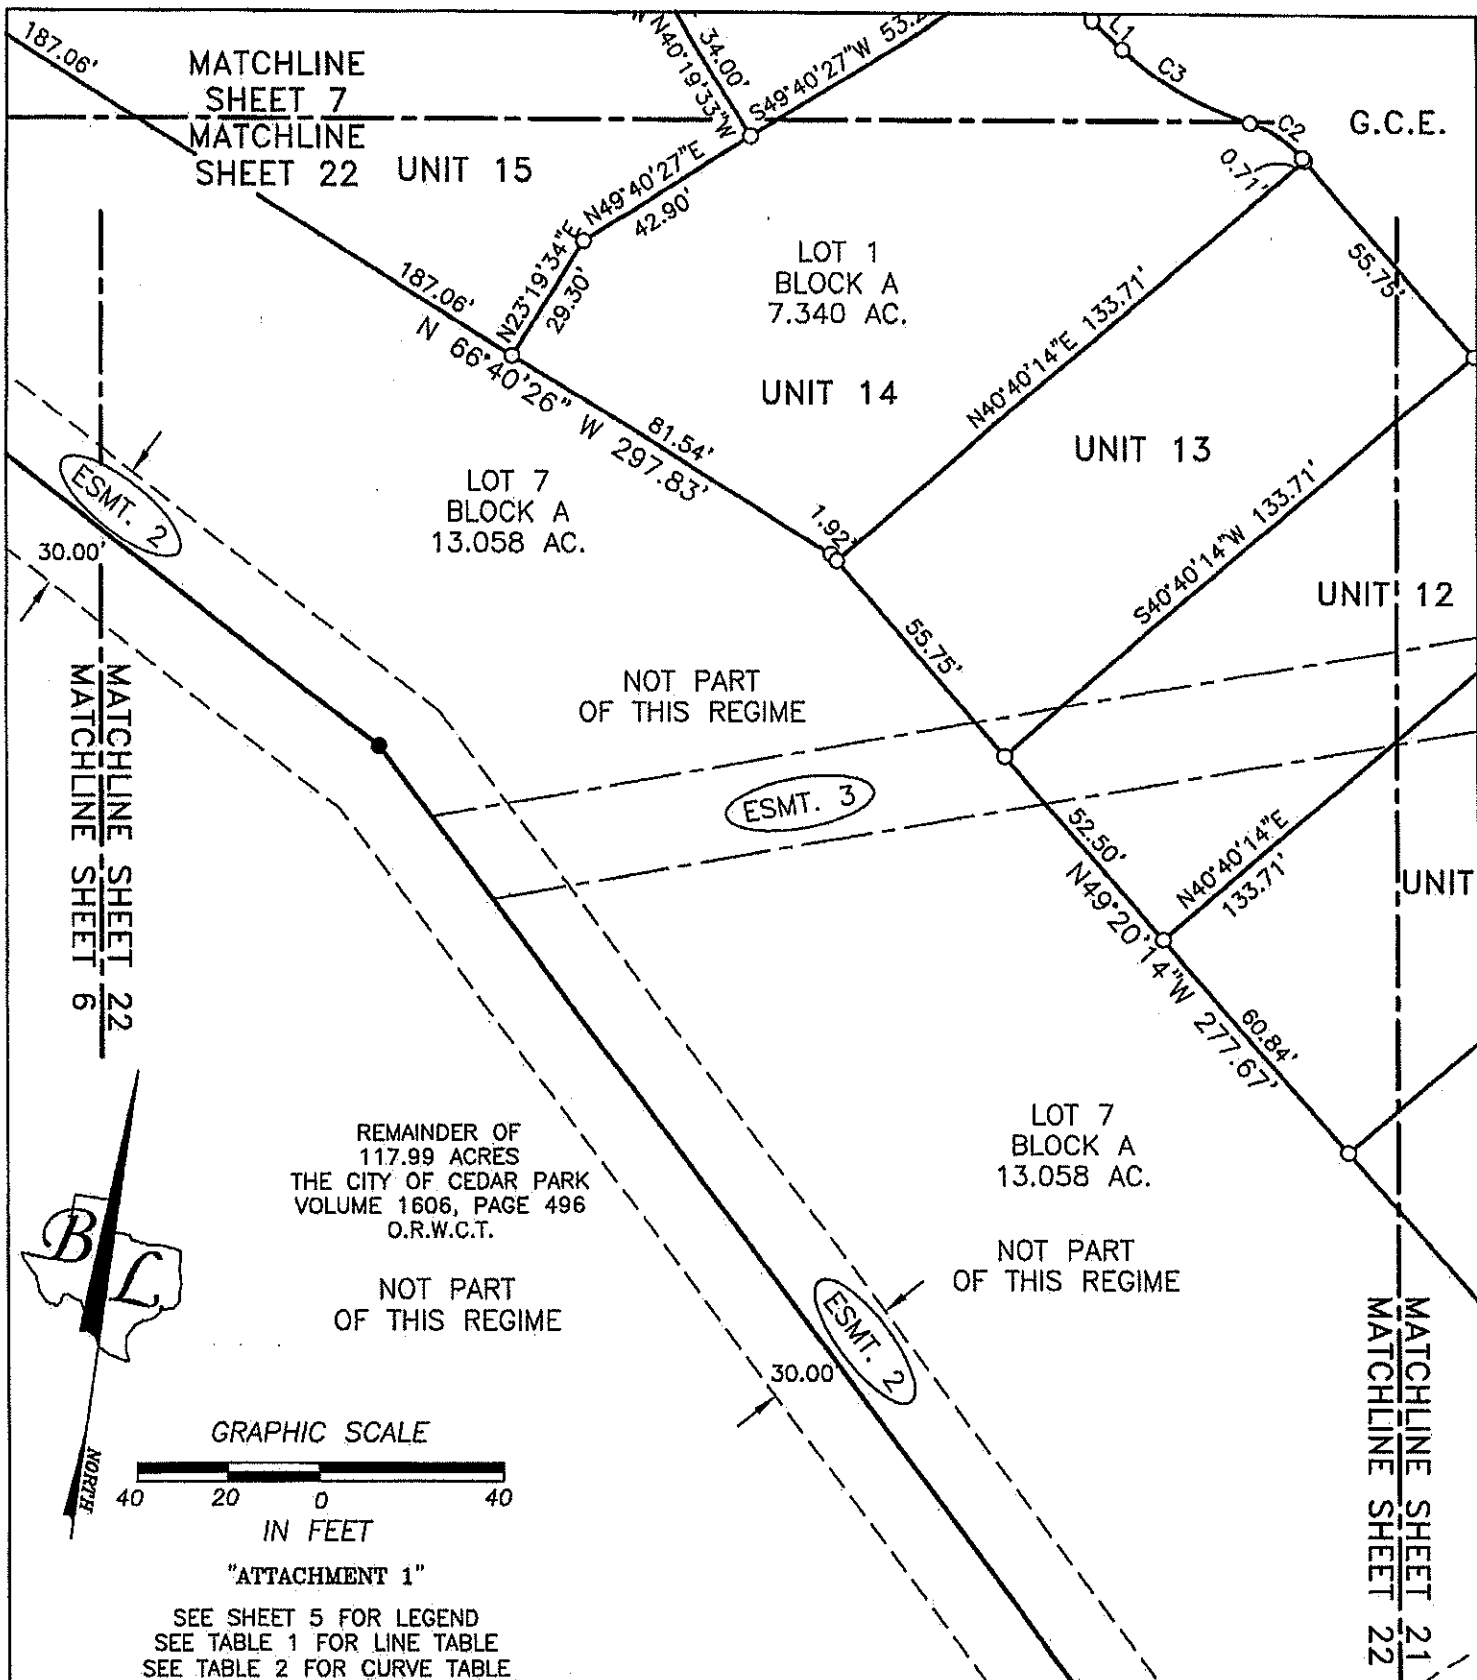 187.06'
MATCHLINE
SHEET 7
MATCHLINE
SHEET 22
UNIT 15
N40°19'33"W
34.00'
S49°40'27"W
L1
C3
C2
G.C.E.
0.71'
N49°40'27"E
42.90'
N23°19'34"E
29.30'
187.06'
LOT 1
BLOCK A
7.340 AC.
55.75'
N 66°40'26" W 297.83'
81.54'
UNIT 14
N40°40'14"E 133.71'
UNIT 13
ESMT. 2
30.00'
LOT 7
BLOCK A
13.058 AC.
1.92'
S40°40'14"W 133.71'
UNIT 12
55.75'
NOT PART
OF THIS REGIME
MATCHLINE SHEET 22
MATCHLINE SHEET 6
ESMT. 3
52.50'
N49°20'14"W 277.67'
N40°40'14"E
133.71'
UNIT
60.84'
REMAINDER OF
117.99 ACRES
THE CITY OF CEDAR PARK
VOLUME 1606, PAGE 496
O.R.W.C.T.
LOT 7
BLOCK A
13.058 AC.
B
L
NOT PART
OF THIS REGIME
NOT PART
OF THIS REGIME
ESMT. 2
30.00'
MATCHLINE SHEET 21
MATCHLINE SHEET 22
NORTH
GRAPHIC SCALE
40 20 0 40
IN FEET
"ATTACHMENT 1"
SEE SHEET 5 FOR LEGEND
SEE TABLE 1 FOR LINE TABLE
SEE TABLE 2 FOR CURVE TABLE